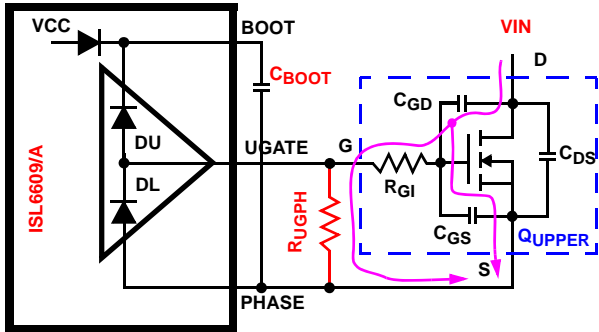 VCC
BOOT
VIN
D
CBOOT
CGD
DU
UGATE
G
CDS
DL
RGI
ISL6609/A
RUGPH
CGS
QUPPER
S
PHASE